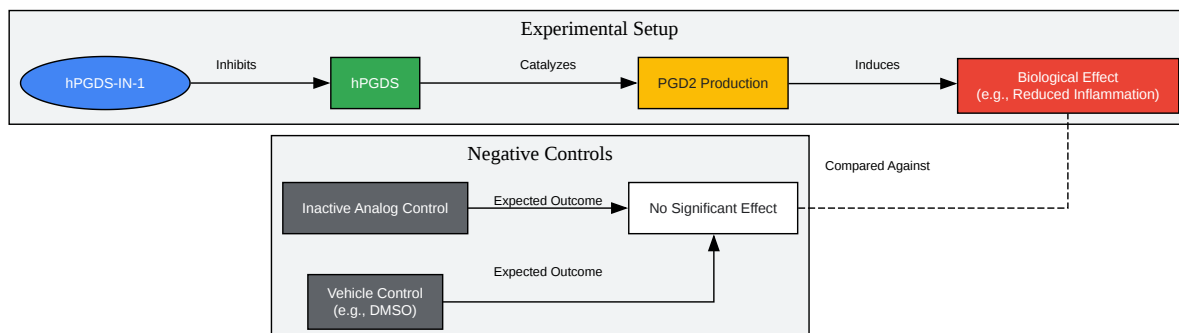 Experimental Setup
Inhibits
Catalyzes
Induces
hPGDS-IN-1
hPGDS
PGD2 Production
Biological Effect
(e.g., Reduced Inflammation)
Negative Controls
Compared Against
Inactive Analog Control
Expected Outcome
No Significant Effect
Expected Outcome
Vehicle Control
(e.g., DMSO)